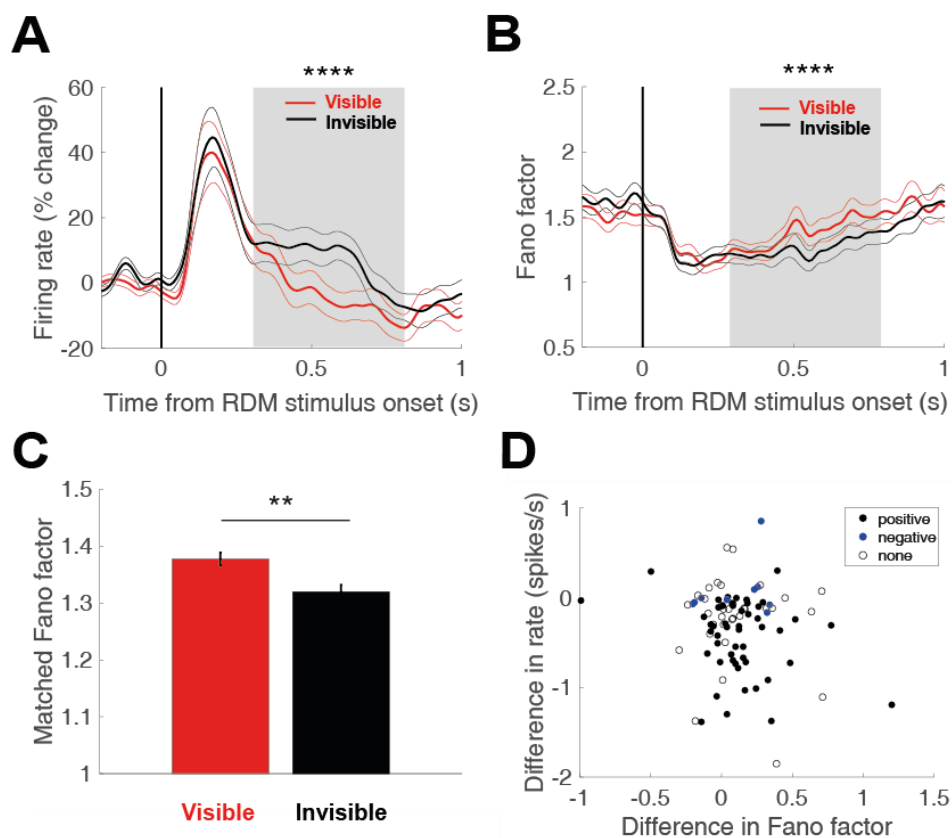 A
****
Firing rate (% change)
60
40
20
0
-20
Visible
Invisible
0
0.5
1
Time from RDM stimulus onset (s)
B
****
Fano factor
2.5
2
1.5
1
0.5
Visible
Invisible
0
0.5
1
Time from RDM stimulus onset (s)
C
Matched Fano factor
1.5
1.4
1.3
1.2
1.1
1
**
Visible
Invisible
D
Difference in rate (spikes/s)
1
0
-1
-2
positive
negative
none
-1
-0.5
0
0.5
1
1.5
Difference in Fano factor